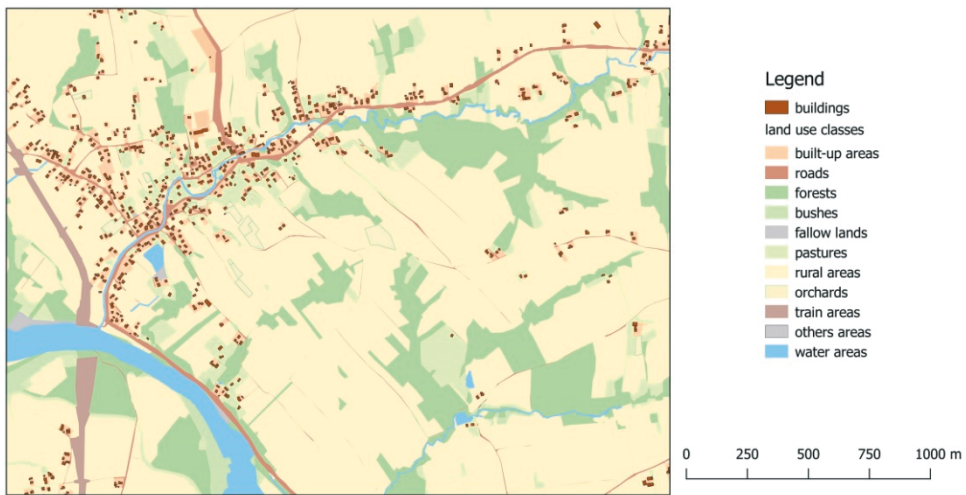 Legend
buildings
land use classes
built-up areas
roads
forests
bushes
fallow lands
pastures
rural areas
orchards
train areas
others areas
water areas
0 250 500 750 1000 m